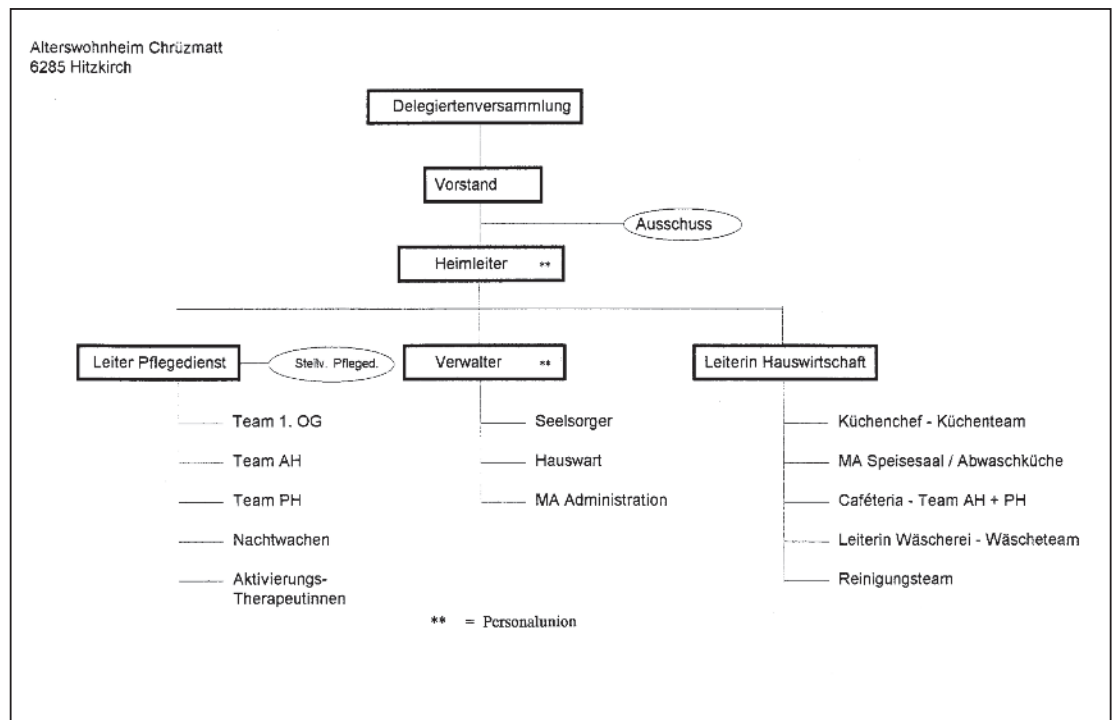 Alterswohnheim Chrüzmatt
6285 Hitzkirch
Delegiertenversammlung
Vorstand
Ausschuss
Heimleiter **
Leiter Pflegedienst
Stellv. Pfleged.
Verwalter **
Leiterin Hauswirtschaft
Team 1. OG
Team AH
Team PH
Nachtwachen
Aktivierungs-
Therapeutinnen
Seelsorger
Hauswart
MA Administration
Küchenchef - Küchenteam
MA Speisesaal / Abwaschküche
Caféteria - Team AH + PH
Leiterin Wäscherei - Wäscheteam
Reinigungsteam
** = Personalunion